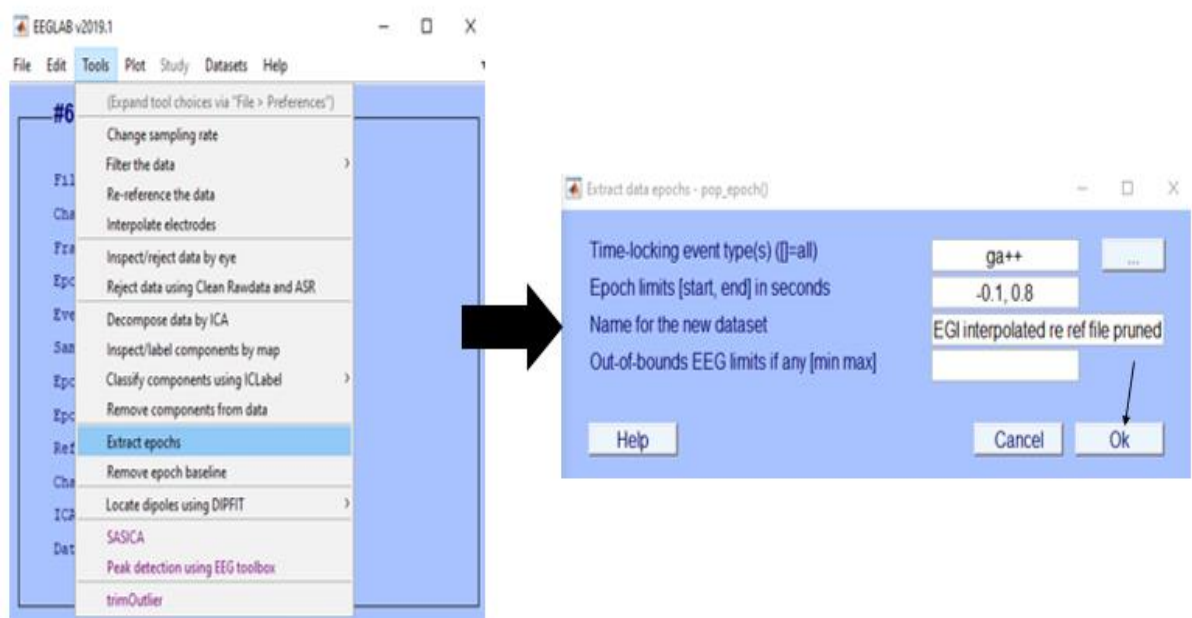 EEGLAB v2019.1
File Edit Tools Plot Study Datasets Help
#6
(Expand tool choices via "File > Preferences")
Change sampling rate
Filter the data
Re-reference the data
Interpolate electrodes
Inspect/reject data by eye
Reject data using Clean Rawdata and ASR
Decompose data by ICA
Inspect/label components by map
Classify components using ICLabel
Remove components from data
Extract epochs
Remove epoch baseline
Locate dipoles using DIPFIT
SASICA
Peak detection using EEG toolbox
trimOutlier
Fil
Cha
Fra
Epc
Eve
Sam
Epc
Epc
Ref
Cha
ICA
Dat
Extract data epochs - pop_epoch()
Time-locking event type(s) ([]=all) ga++ ...
Epoch limits [start, end] in seconds -0.1, 0.8
Name for the new dataset EGI interpolated re ref file pruned
Out-of-bounds EEG limits if any [min max]
Help Cancel Ok